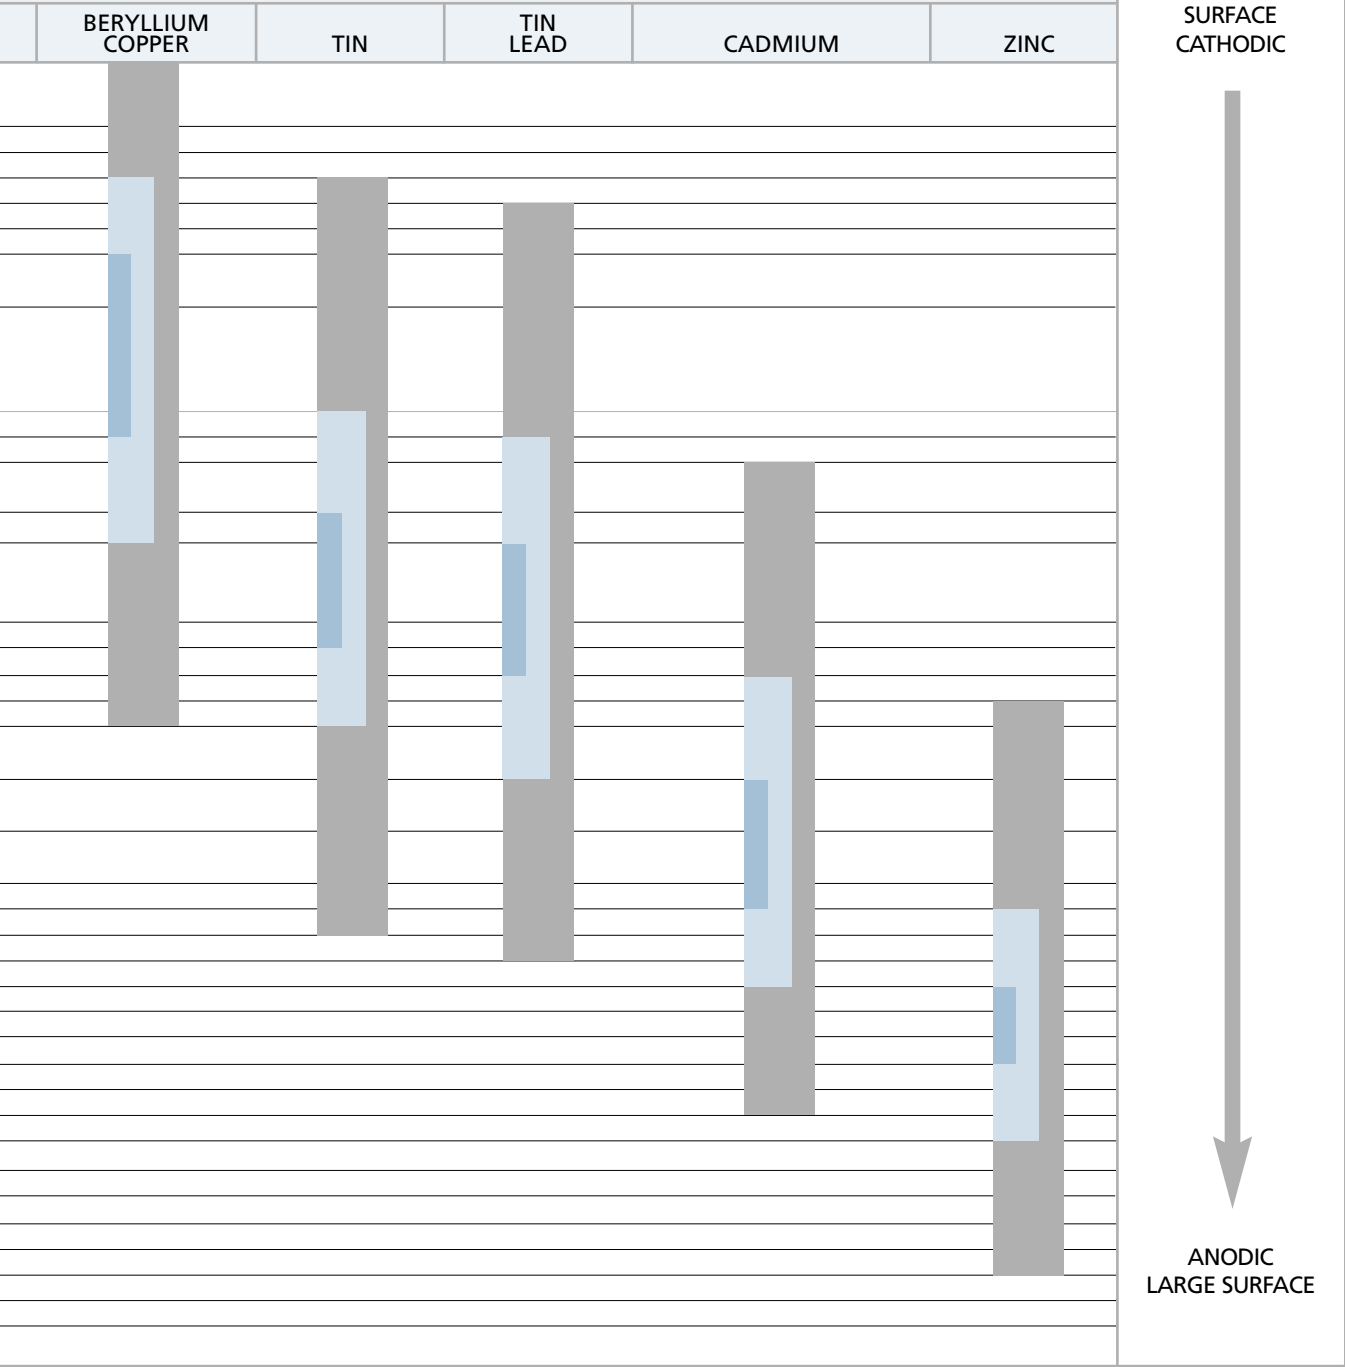 BERYLLIUM
COPPER
TIN
TIN
LEAD
CADMIUM
ZINC
SURFACE
CATHODIC
ANODIC
LARGE SURFACE